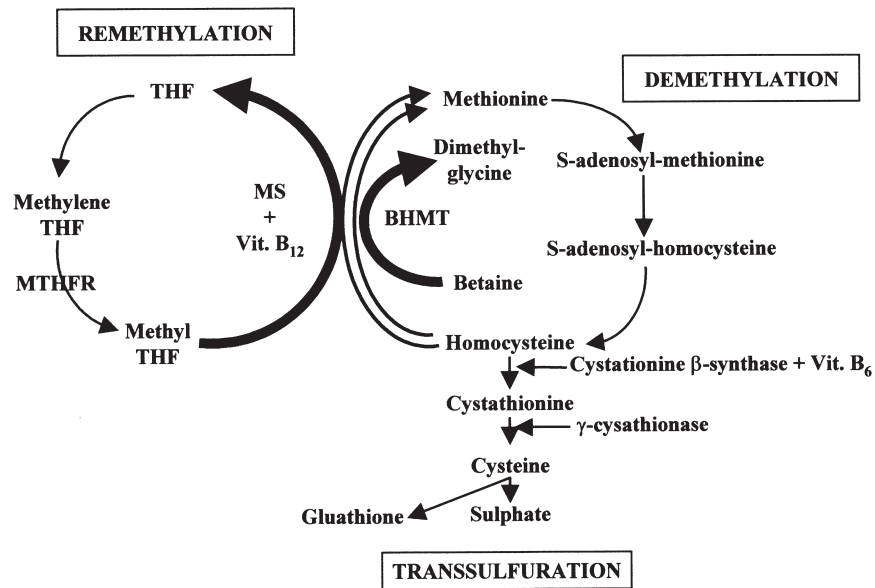 REMETHYLATION
DEMETHYLATION
THF
Methionine
Dimethyl-
glycine
S-adenosyl-methionine
Methylene
THF
MS
+
Vit. B12
BHMT
S-adenosyl-homocysteine
MTHFR
Betaine
Methyl
THF
Homocysteine
Cystationine β-synthase + Vit. B6
Cystathionine
γ-cysathionase
Cysteine
Gluathione
Sulphate
TRANSSULFURATION